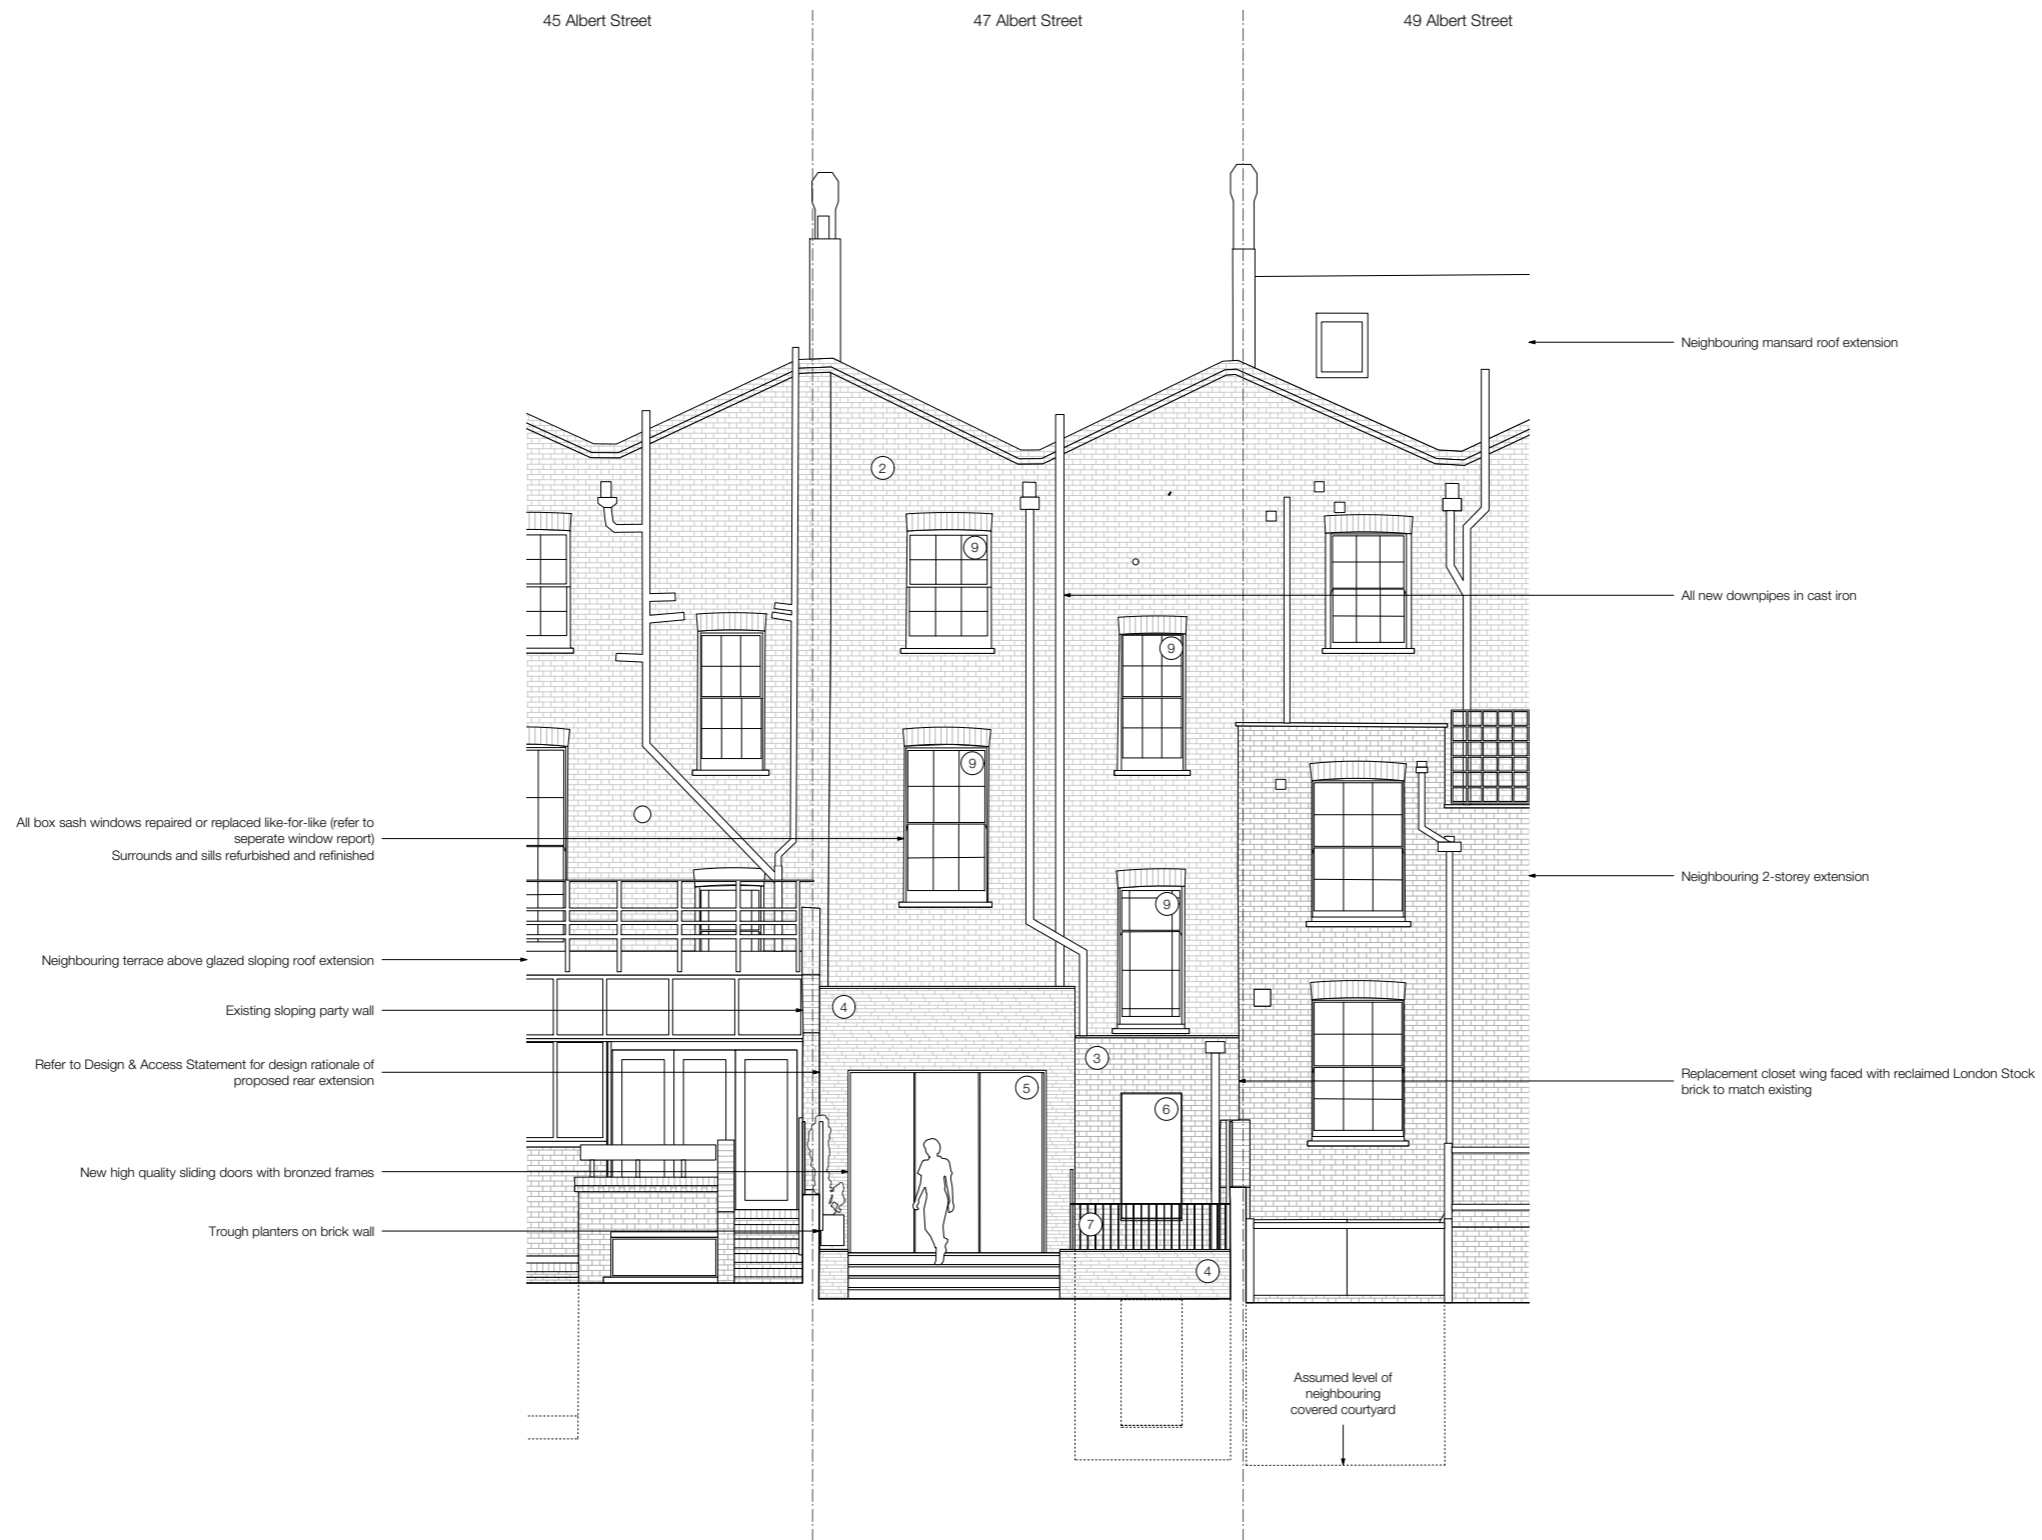 45 Albert Street
47 Albert Street
49 Albert Street
Neighbouring mansard roof extension
2
9
All new downpipes in cast iron
9
9
All box sash windows repaired or replaced like-for-like (refer to
seperate window report)
Surrounds and sills refurbished and refinished
Neighbouring 2-storey extension
9
Neighbouring terrace above glazed sloping roof extension
Existing sloping party wall
4
3
Refer to Design & Access Statement for design rationale of
proposed rear extension
5
6
Replacement closet wing faced with reclaimed London Stock
brick to match existing
New high quality sliding doors with bronzed frames
Trough planters on brick wall
7
4
Assumed level of
neighbouring
covered courtyard